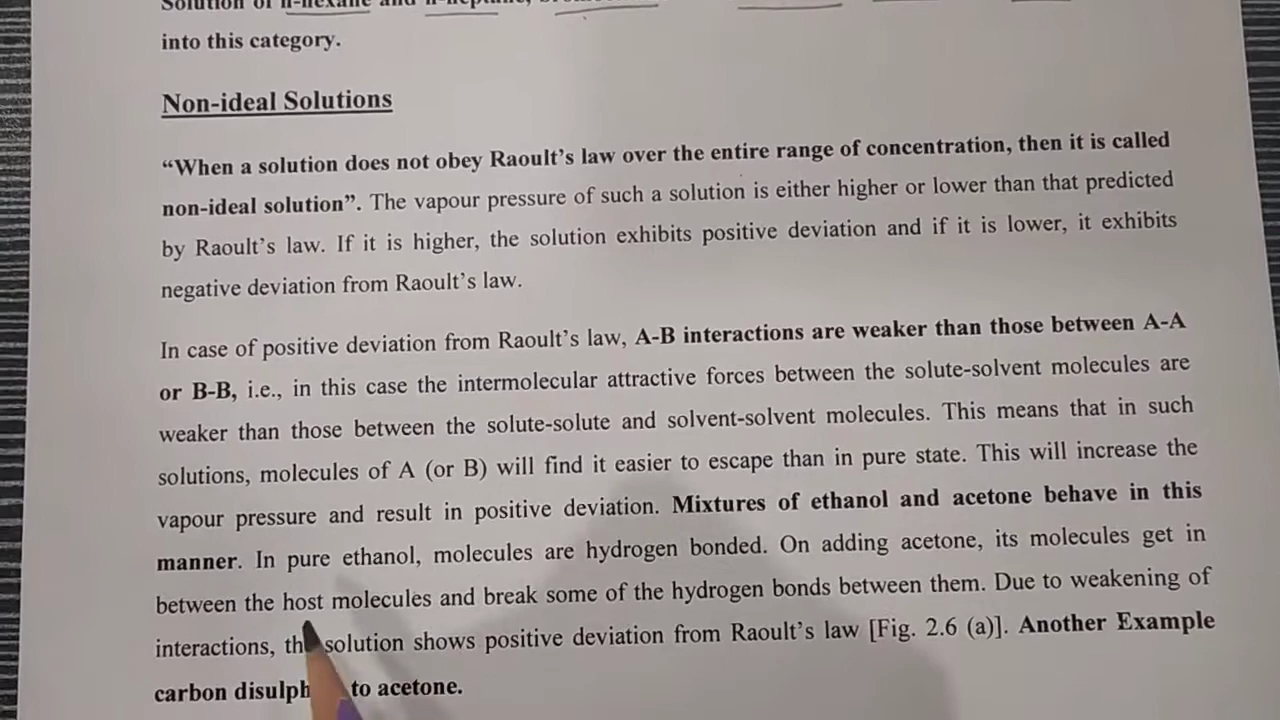 Solution of n-hexane and n-heptane,
into this category.
Non-ideal Solutions
“When a solution does not obey Raoult’s law over the entire range of concentration, then it is called
non-ideal solution”. The vapour pressure of such a solution is either higher or lower than that predicted
by Raoult’s law. If it is higher, the solution exhibits positive deviation and if it is lower, it exhibits
negative deviation from Raoult’s law.
In case of positive deviation from Raoult’s law, A-B interactions are weaker than those between A-A
or B-B, i.e., in this case the intermolecular attractive forces between the solute-solvent molecules are
weaker than those between the solute-solute and solvent-solvent molecules. This means that in such
solutions, molecules of A (or B) will find it easier to escape than in pure state. This will increase the
vapour pressure and result in positive deviation. Mixtures of ethanol and acetone behave in this
manner. In pure ethanol, molecules are hydrogen bonded. On adding acetone, its molecules get in
between the host molecules and break some of the hydrogen bonds between them. Due to weakening of
interactions, solution shows positive deviation from Raoult’s law [Fig. 2.6 (a)]. Another Example
carbon to acetone.